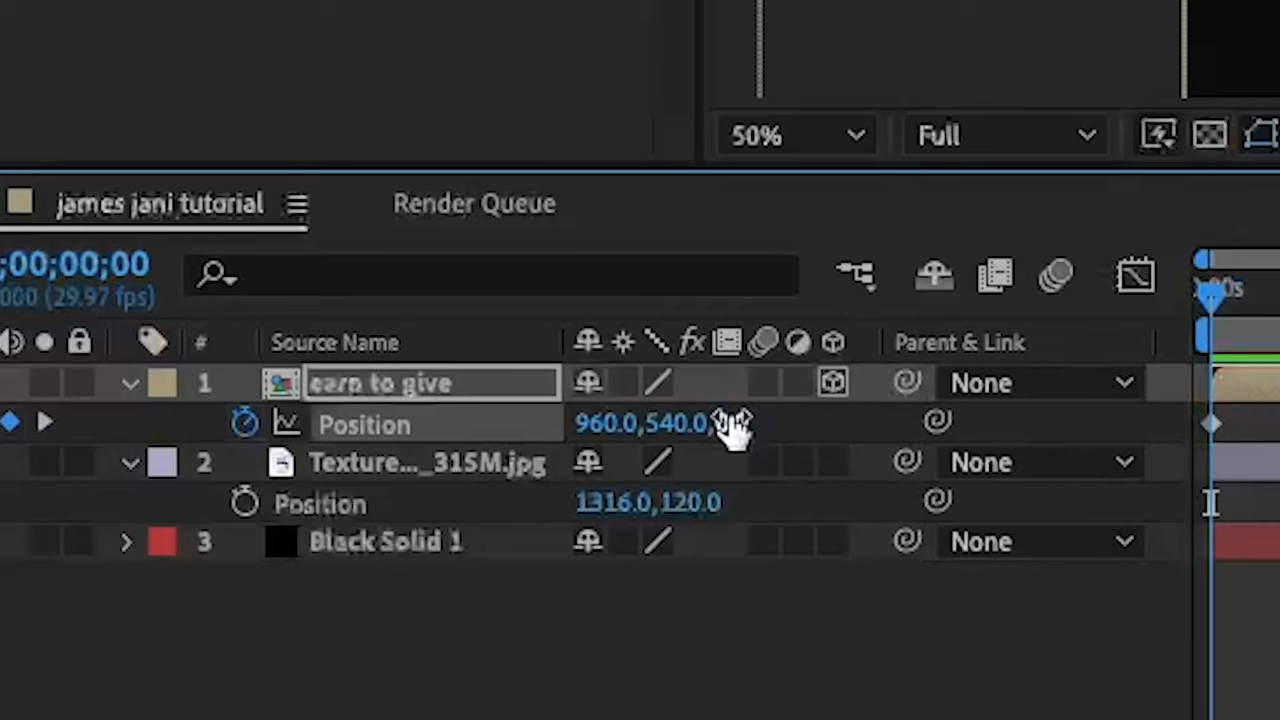 50% Full
james jani tutorial Render Queue
;00;00;00
000 (29.97 fps)
# Source Name fx Parent & Link
1 earn to give None
Position 960.0,540.0,
2 Texture..._315M.jpg None
Position 1316.0,120.0
3 Black Solid 1 None